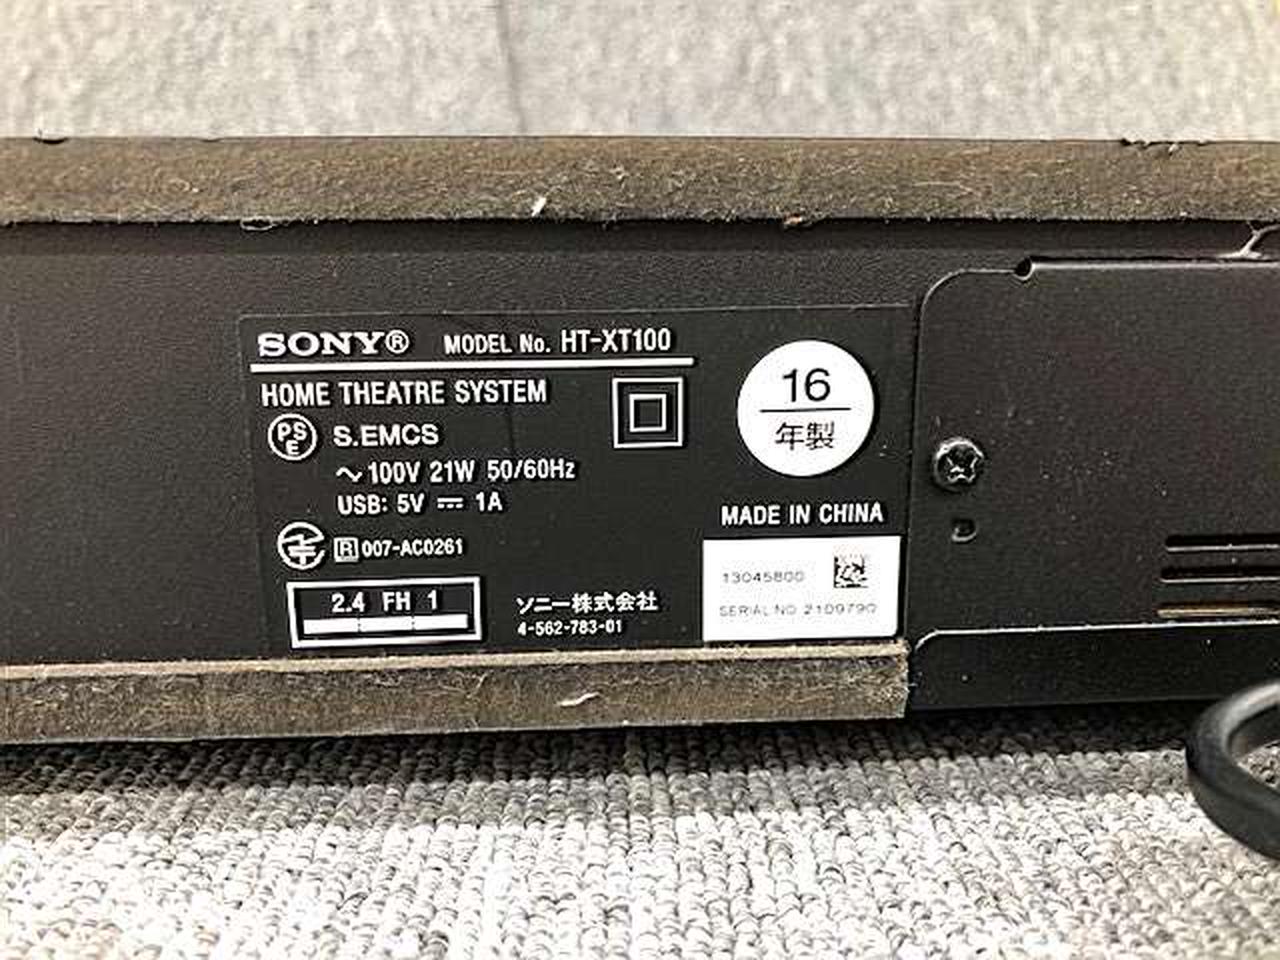 SONY® MODEL No. HT-XT100
HOME THEATRE SYSTEM
PSE S.EMCS
～100V 21W 50/60Hz
USB: 5V ⎓ 1A
R 007-AC0261
2.4 FH 1
ソニー株式会社
4-562-783-01
16
年製
MADE IN CHINA
13045800
SERIAL NO. 2109790